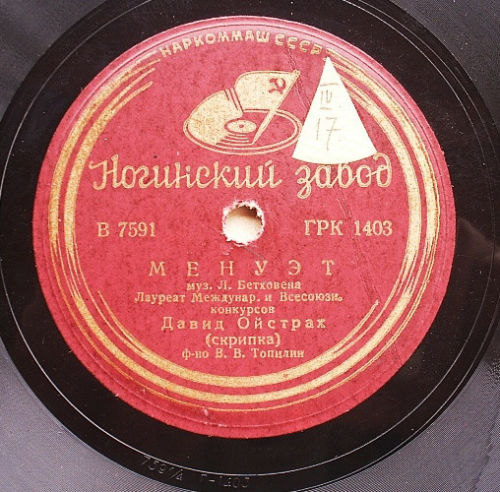 НАРКОММАШ СССР
IV
17
Ногинский завод
В 7591 ГРК 1403
МЕНУЭТ
муз. Л. Бетховена
Лауреат Междунар. и Всесоюзн.
конкурсов
Давид Ойстрах
(скрипка)
ф-но В. В. Топилин